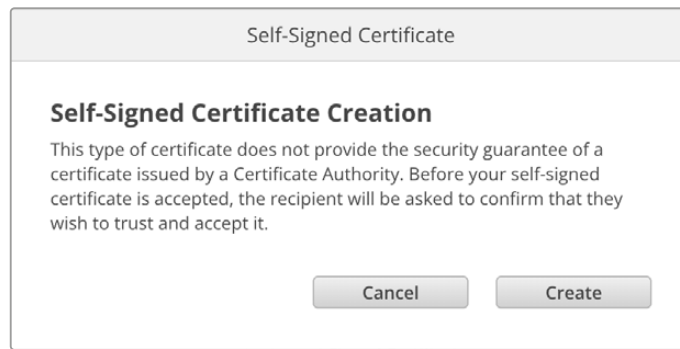 Self-Signed Certificate
Self-Signed Certificate Creation
This type of certificate does not provide the security guarantee of a
certificate issued by a Certificate Authority. Before your self-signed
certificate is accepted, the recipient will be asked to confirm that they
wish to trust and accept it.
Cancel
Create